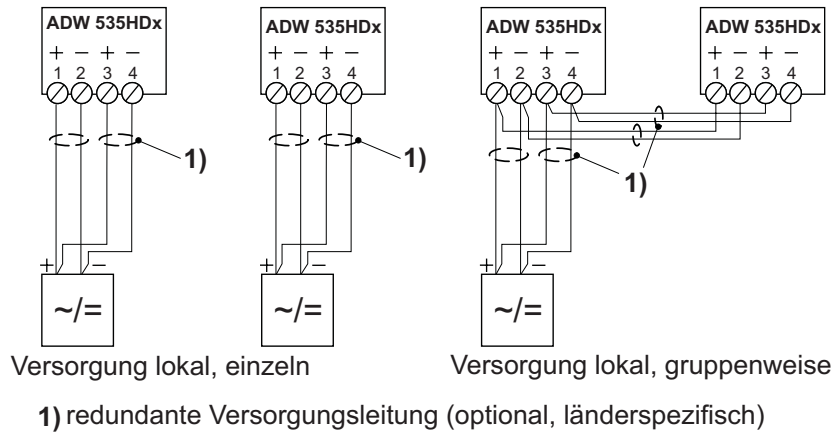 ADW 535HDx ADW 535HDx ADW 535HDx ADW 535HDx
+ − + − + − + − + − + − + − + −
1 2 3 4 1 2 3 4 1 2 3 4 1 2 3 4
1) 1) 1)
+ − + − + −
~/= ~/= ~/=
Versorgung lokal, einzeln Versorgung lokal, gruppenweise
1) redundante Versorgungsleitung (optional, länderspezifisch)